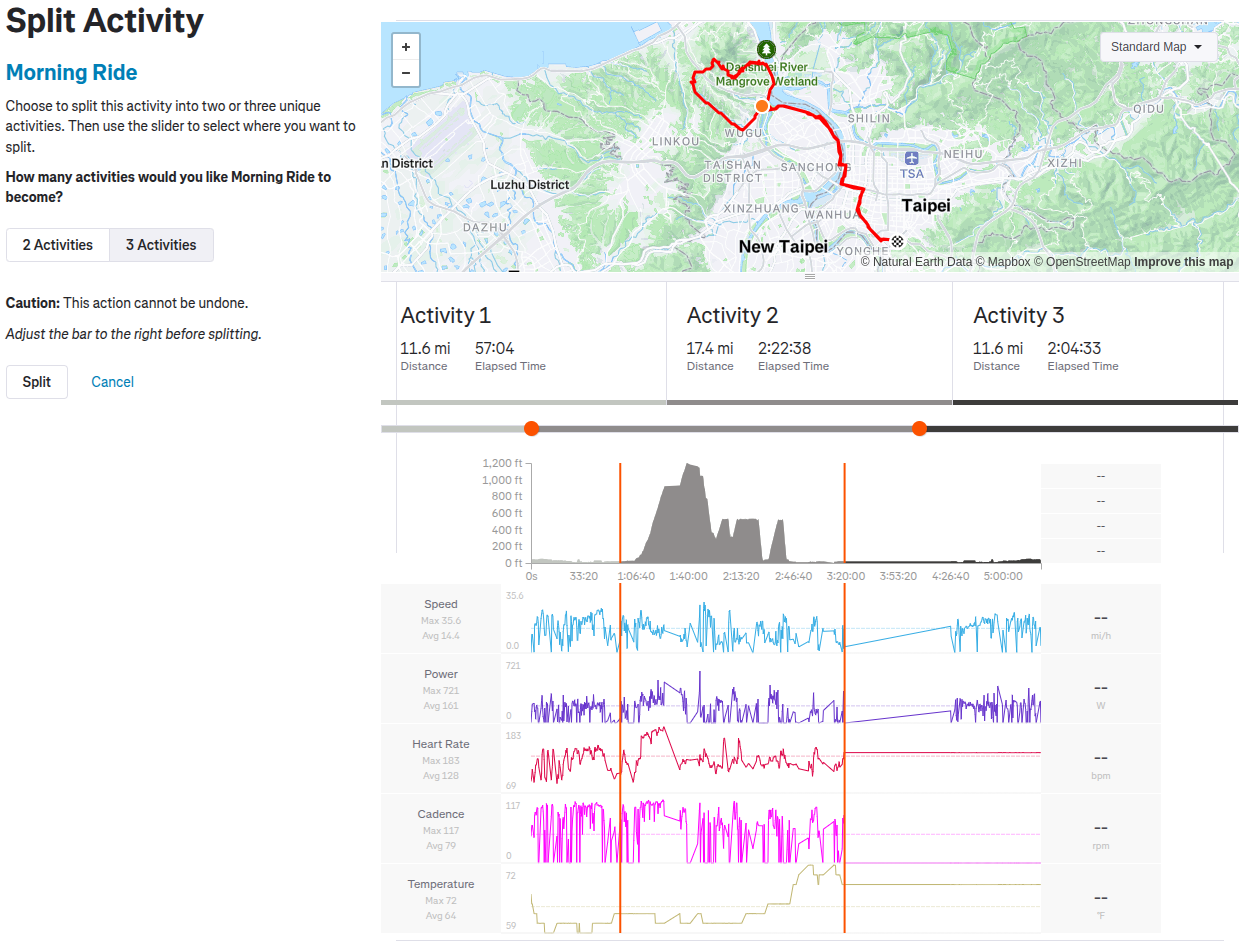 Split Activity
Morning Ride
Choose to split this activity into two or three unique
activities. Then use the slider to select where you want to
split.
How many activities would you like Morning Ride to
become?
2 Activities
3 Activities
Caution: This action cannot be undone.
Adjust the bar to the right before splitting.
Split
Cancel
+
−
Standard Map
Danshuei River
Mangrove Wetland
QIDU
SHILIN
WUGU
LINKOU
NEIHU
XIZHI
TSA
TAISHAN
DISTRICT
SANCHONG
n District
Luzhu District
Taipei
XINZHUANG
WANHUA
DAZHU
New Taipei
YONGHE
© Natural Earth Data © Mapbox © OpenStreetMap Improve this map
Activity 1
11.6 mi
57:04
Distance
Elapsed Time
Activity 2
17.4 mi
2:22:38
Distance
Elapsed Time
Activity 3
11.6 mi
2:04:33
Distance
Elapsed Time
1,200 ft
1,000 ft
800 ft
600 ft
400 ft
200 ft
0 ft
--
--
--
--
0s
33:20
1:06:40
1:40:00
2:13:20
2:46:40
3:20:00
3:53:20
4:26:40
5:00:00
Speed
Max 35.6
Avg 14.4
35.6
0.0
--
mi/h
Power
Max 721
Avg 161
721
0
--
W
Heart Rate
Max 183
Avg 128
183
69
--
bpm
Cadence
Max 117
Avg 79
117
0
--
rpm
Temperature
Max 72
Avg 64
72
59
--
°F